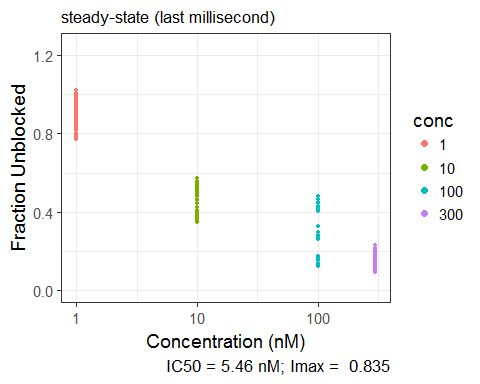 steady-state (last millisecond)
Fraction Unblocked
1.2
0.8
0.4
0.0
1
10
100
Concentration (nM)
IC50 = 5.46 nM; Imax =  0.835
conc
1
10
100
300